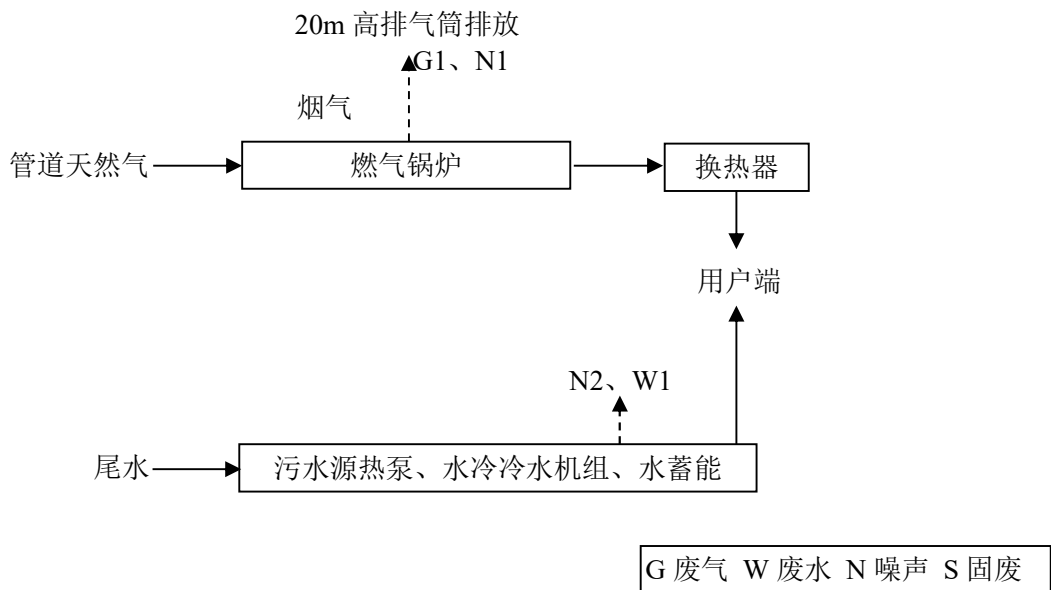 20m 高排气筒排放
G1、N1
烟气
管道天然气
燃气锅炉
换热器
用户端
N2、W1
尾水
污水源热泵、水冷冷水机组、水蓄能
G 废气 W 废水 N 噪声 S 固废